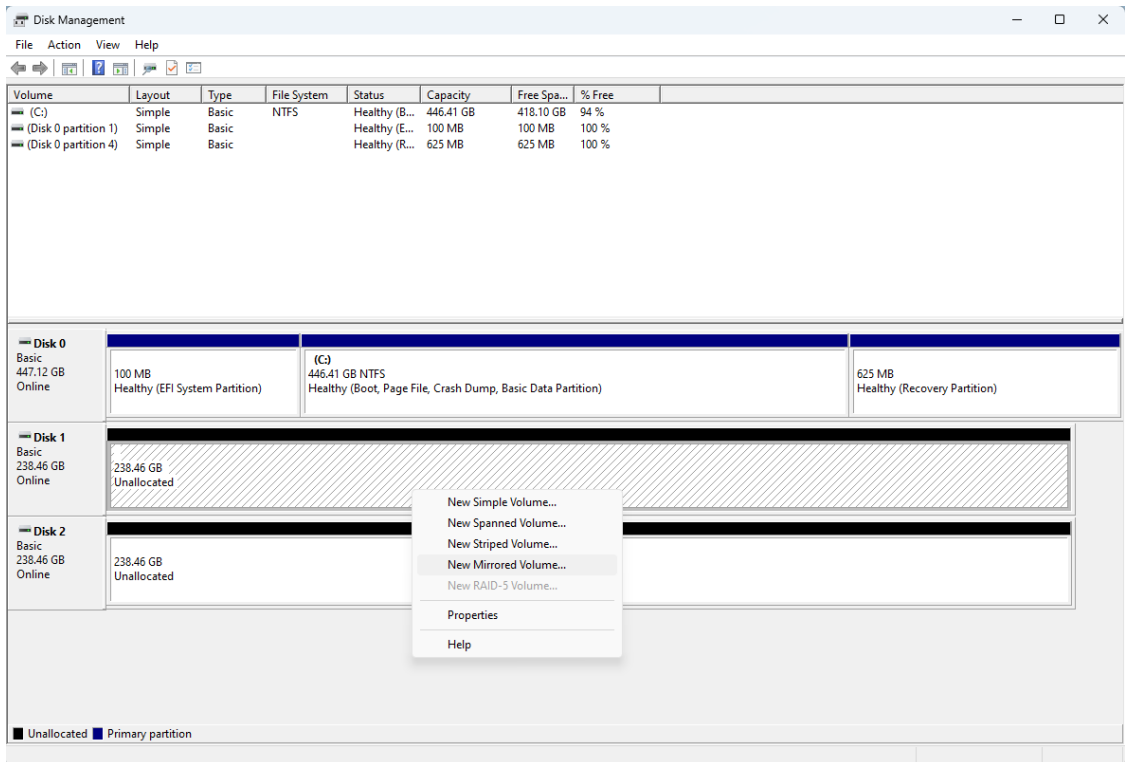 Disk Management
File Action View Help
Volume Layout Type File System Status Capacity Free Spa... % Free
(C:) Simple Basic NTFS Healthy (B... 446.41 GB 418.10 GB 94 %
(Disk 0 partition 1) Simple Basic Healthy (E... 100 MB 100 MB 100 %
(Disk 0 partition 4) Simple Basic Healthy (R... 625 MB 625 MB 100 %
Disk 0
Basic
447.12 GB
Online
100 MB
Healthy (EFI System Partition)
(C:)
446.41 GB NTFS
Healthy (Boot, Page File, Crash Dump, Basic Data Partition)
625 MB
Healthy (Recovery Partition)
Disk 1
Basic
238.46 GB
Online
238.46 GB
Unallocated
Disk 2
Basic
238.46 GB
Online
238.46 GB
Unallocated
New Simple Volume...
New Spanned Volume...
New Striped Volume...
New Mirrored Volume...
New RAID-5 Volume...
Properties
Help
Unallocated Primary partition